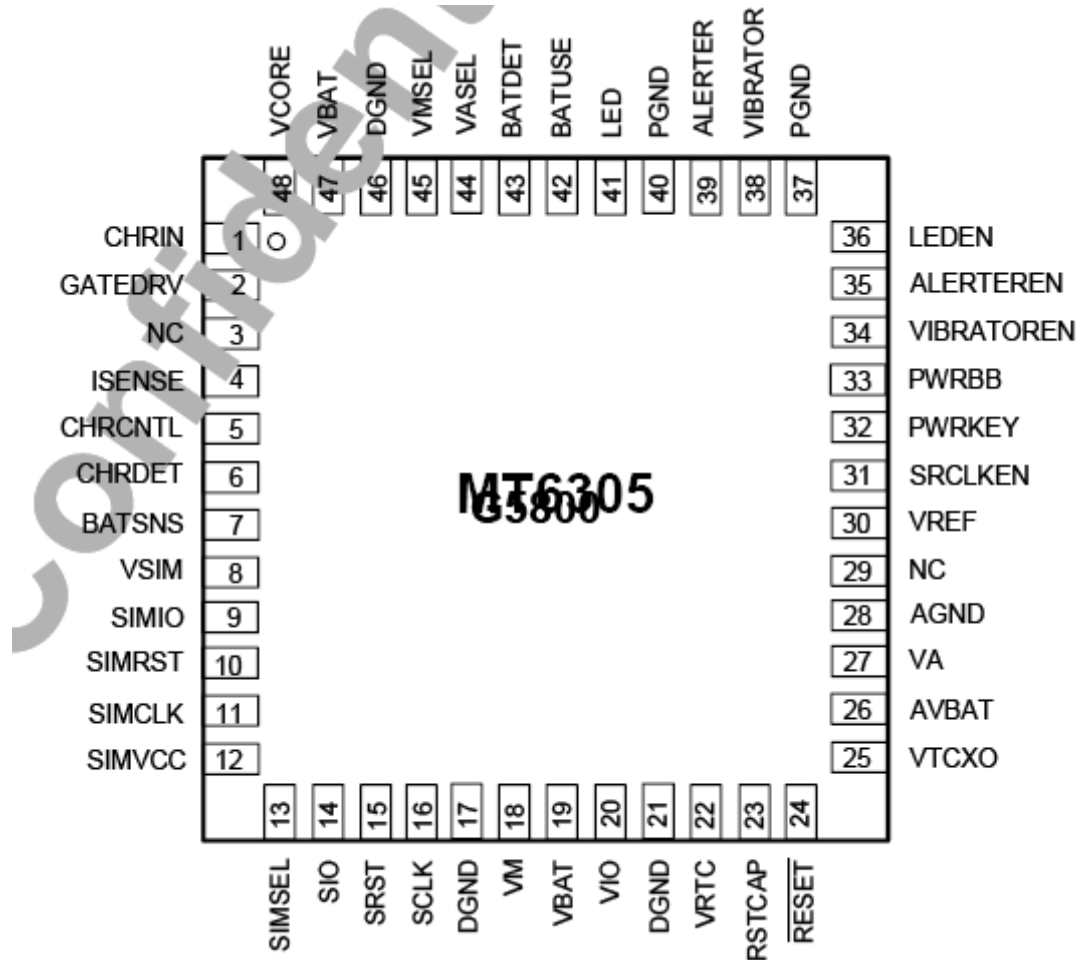 Confident
VCORE
VBAT
DGND
VMSEL
VASEL
BATDET
BATUSE
LED
PGND
ALERTER
VIBRATOR
PGND
48 47 46 45 44 43 42 41 40 39 38 37
CHRIN 1 36 LEDEN
GATEDRV 2 35 ALERTEREN
NC 3 34 VIBRATOREN
ISENSE 4 33 PWRBB
CHRCNTL 5 32 PWRKEY
CHRDET 6 31 SRCLKEN
MT6305
G5800
BATSNS 7 30 VREF
VSIM 8 29 NC
SIMIO 9 28 AGND
SIMRST 10 27 VA
SIMCLK 11 26 AVBAT
SIMVCC 12 25 VTCXO
13 14 15 16 17 18 19 20 21 22 23 24
SIMSEL
SIO
SRST
SCLK
DGND
VM
VBAT
VIO
DGND
VRTC
RSTCAP
RESET